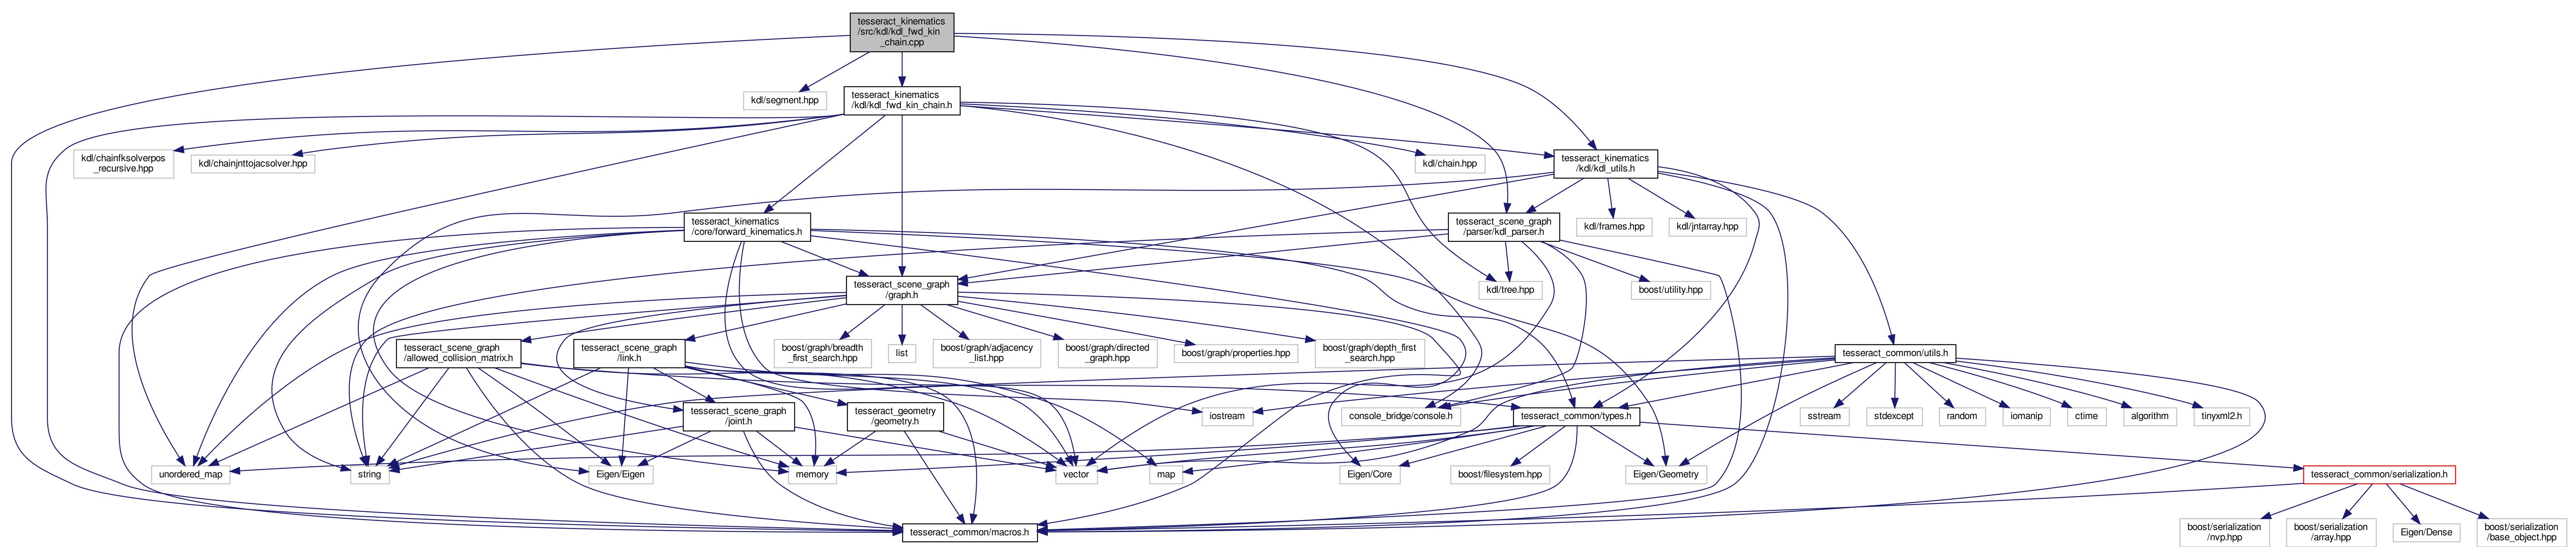 tesseract_kinematics
/src/kdl/kdl_fwd_kin
_chain.cpp
kdl/segment.hpp
tesseract_kinematics
/kdl/kdl_fwd_kin_chain.h
kdl/chainfksolverpos
_recursive.hpp
kdl/chainjnttojacsolver.hpp
kdl/chain.hpp
tesseract_kinematics
/kdl/kdl_utils.h
tesseract_kinematics
/core/forward_kinematics.h
tesseract_scene_graph
/parser/kdl_parser.h
kdl/frames.hpp
kdl/jntarray.hpp
tesseract_scene_graph
/graph.h
kdl/tree.hpp
boost/utility.hpp
tesseract_scene_graph
/allowed_collision_matrix.h
tesseract_scene_graph
/link.h
boost/graph/breadth
_first_search.hpp
list
boost/graph/adjacency
_list.hpp
boost/graph/directed
_graph.hpp
boost/graph/properties.hpp
boost/graph/depth_first
_search.hpp
tesseract_common/utils.h
tesseract_scene_graph
/joint.h
tesseract_geometry
/geometry.h
iostream
console_bridge/console.h
tesseract_common/types.h
sstream
stdexcept
random
iomanip
ctime
algorithm
tinyxml2.h
unordered_map
string
Eigen/Eigen
memory
vector
map
Eigen/Core
boost/filesystem.hpp
Eigen/Geometry
tesseract_common/serialization.h
tesseract_common/macros.h
boost/serialization
/nvp.hpp
boost/serialization
/array.hpp
Eigen/Dense
boost/serialization
/base_object.hpp